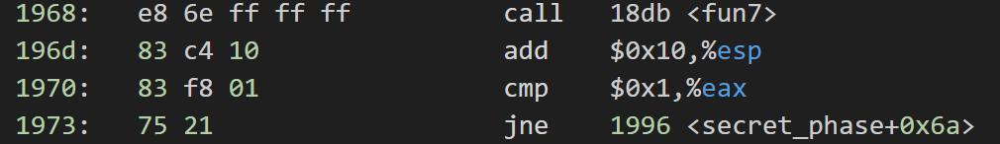 1968: e8 6e ff ff ff call 18db <fun7>
196d: 83 c4 10 add $0x10,%esp
1970: 83 f8 01 cmp $0x1,%eax
1973: 75 21 jne 1996 <secret_phase+0x6a>